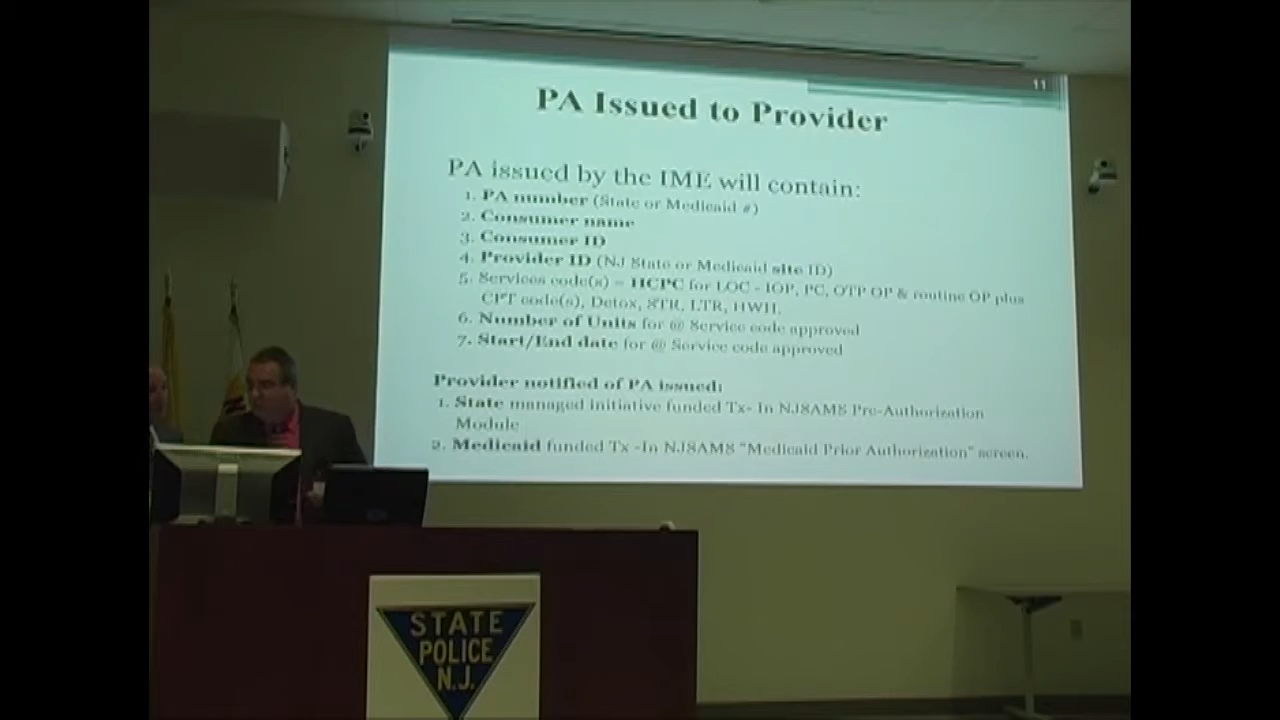 11
PA Issued to Provider
PA issued by the IME will contain:
1. PA number (State or Medicaid #)
2. Consumer name
3. Consumer ID
4. Provider ID (NJ State or Medicaid site ID)
5. Services code(s) – HCPC for LOC - IOP, PC, OTP OP & routine OP plus
CPT code(s), Detox, STR, LTR, HWH.
6. Number of Units for @ Service code approved
7. Start/End date for @ Service code approved
Provider notified of PA issued:
1. State managed initiative funded Tx- In NJSAMS Pre-Authorization
Module
2. Medicaid funded Tx -In NJSAMS "Medicaid Prior Authorization" screen.
STATE
POLICE
N.J.